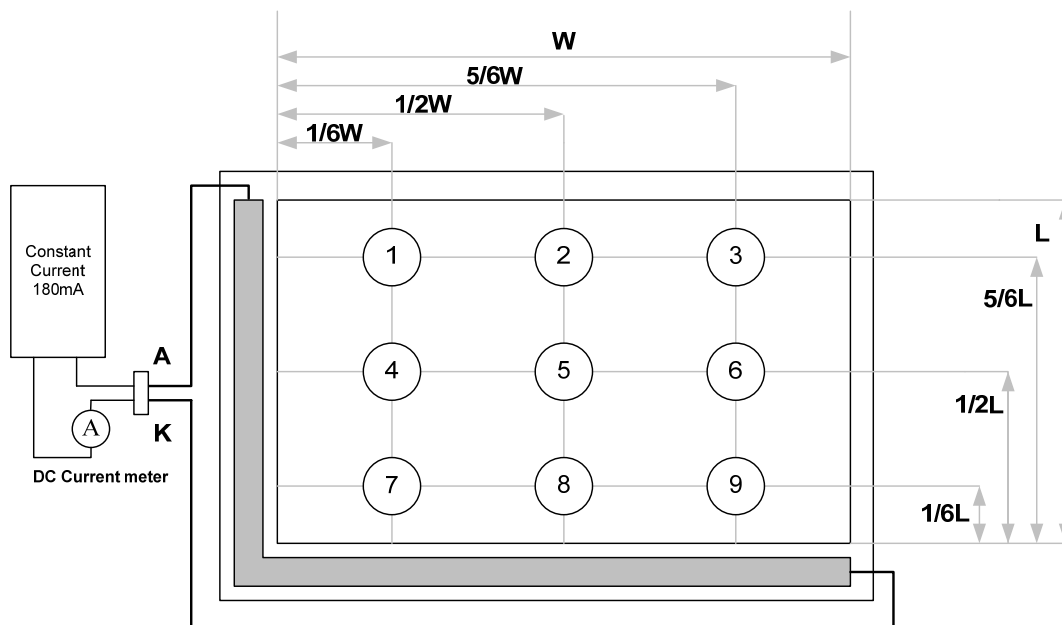 W
5/6W
1/2W
1/6W
L
5/6L
1/2L
1/6L
Constant
Current
180mA
A
K
A
DC Current meter
1 2 3
4 5 6
7 8 9